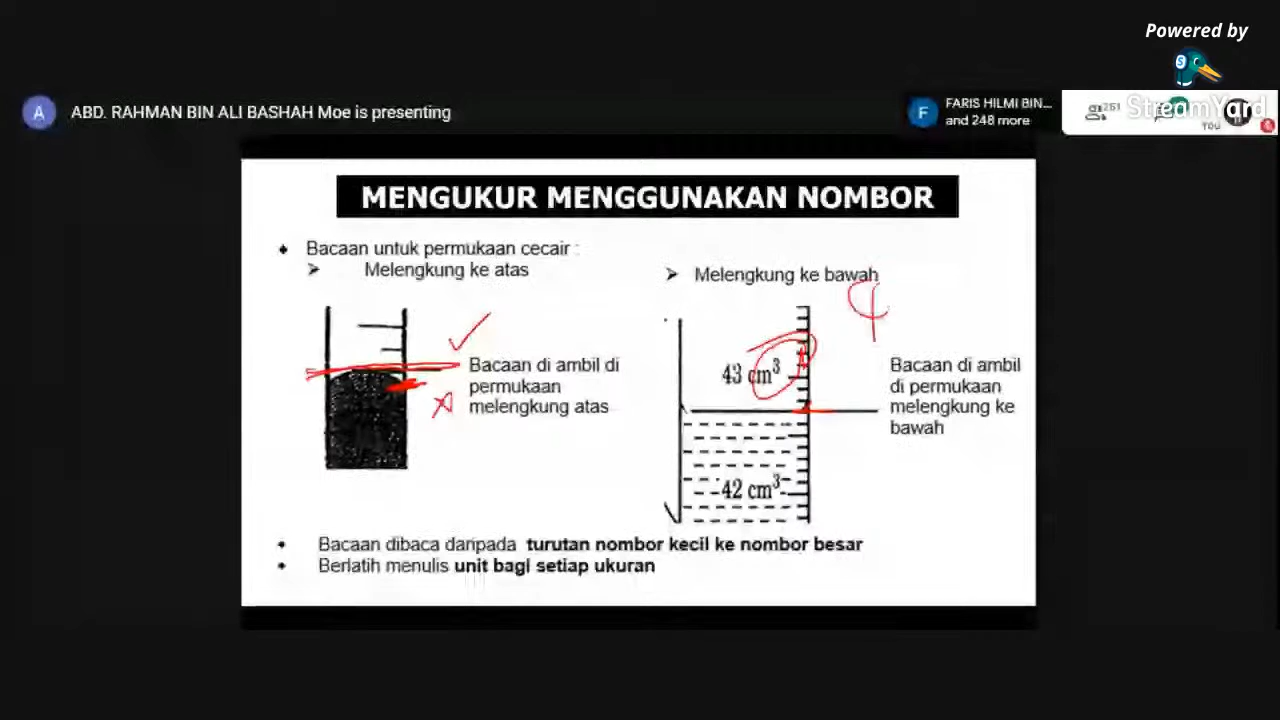 Powered by
StreamYard
A ABD. RAHMAN BIN ALI BASHAH Moe is presenting
F FARIS HILMI BIN...
and 248 more
251
You
MENGUKUR MENGGUNAKAN NOMBOR
• Bacaan untuk permukaan cecair :
➤ Melengkung ke atas
➤ Melengkung ke bawah
Bacaan di ambil di
permukaan
melengkung atas
43 cm³
42 cm³
Bacaan di ambil
di permukaan
melengkung ke
bawah
• Bacaan dibaca daripada turutan nombor kecil ke nombor besar
• Berlatih menulis unit bagi setiap ukuran